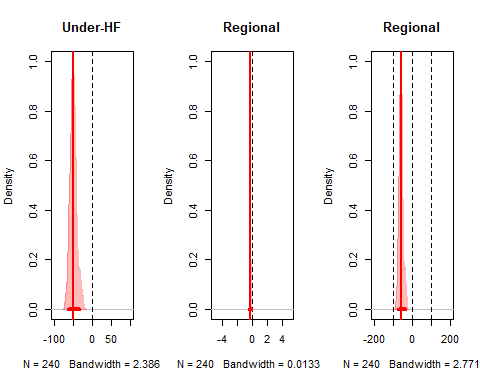 Under-HF
Density
0.0 0.2 0.4 0.6 0.8 1.0
-100 0
N = 240 Bandwidth = 2.386
Regional
Density
0.0 0.2 0.4 0.6 0.8 1.0
-4 0 2 4
N = 240 Bandwidth = 0.0133
Regional
Density
0.0 0.2 0.4 0.6 0.8 1.0
-200 0 200
N = 240 Bandwidth = 2.771